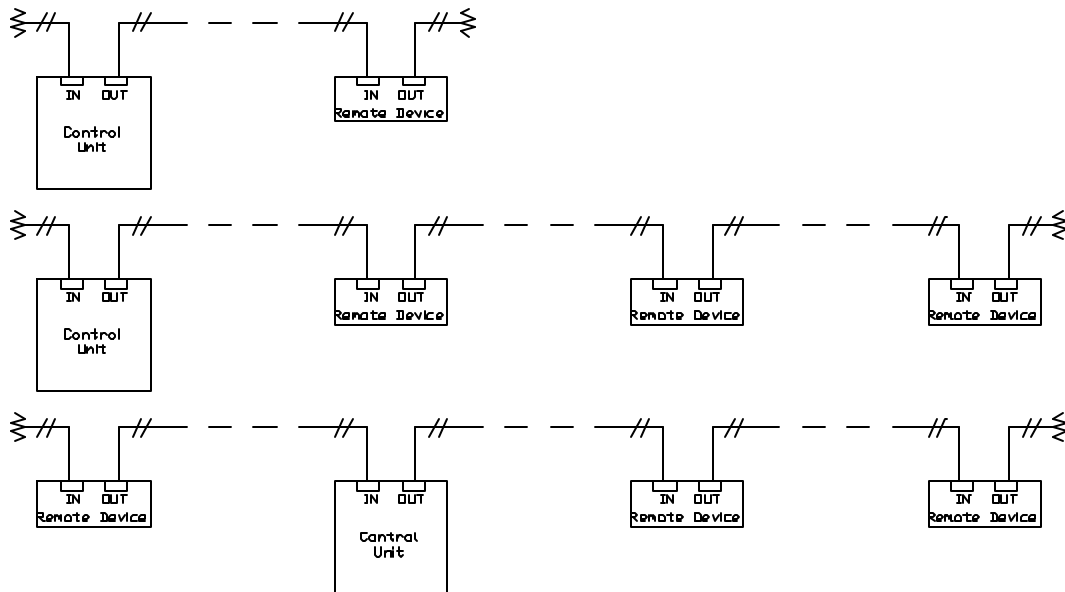 IN OUT IN OUT
Remote Device
Control
Unit
IN OUT IN OUT IN OUT IN OUT
Remote Device Remote Device Remote Device
Control
Unit
IN OUT IN OUT IN OUT IN OUT
Remote Device Remote Device Remote Device
Control
Unit